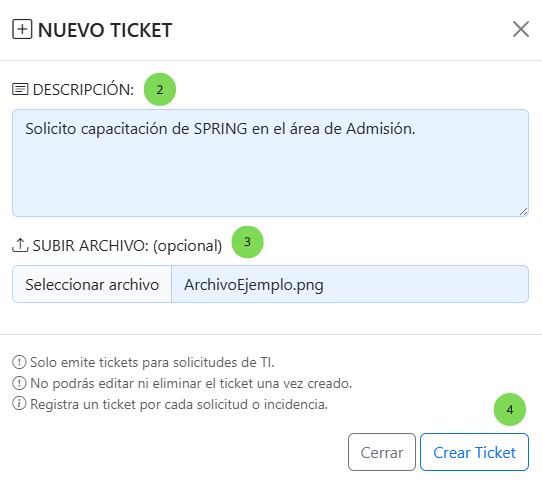 NUEVO TICKET
DESCRIPCIÓN: 2
Solicito capacitación de SPRING en el área de Admisión.
SUBIR ARCHIVO: (opcional) 3
Seleccionar archivo ArchivoEjemplo.png
Solo emite tickets para solicitudes de TI.
No podrás editar ni eliminar el ticket una vez creado.
Registra un ticket por cada solicitud o incidencia.
4
Cerrar Crear Ticket